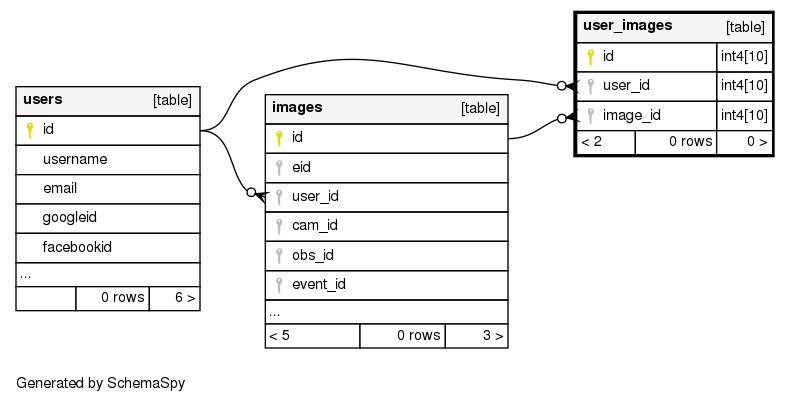 users [table]
id
username
email
googleid
facebookid
...
0 rows 6 >
images [table]
id
eid
user_id
cam_id
obs_id
event_id
...
< 5 0 rows 3 >
user_images [table]
id int4[10]
user_id int4[10]
image_id int4[10]
< 2 0 rows 0 >
Generated by SchemaSpy